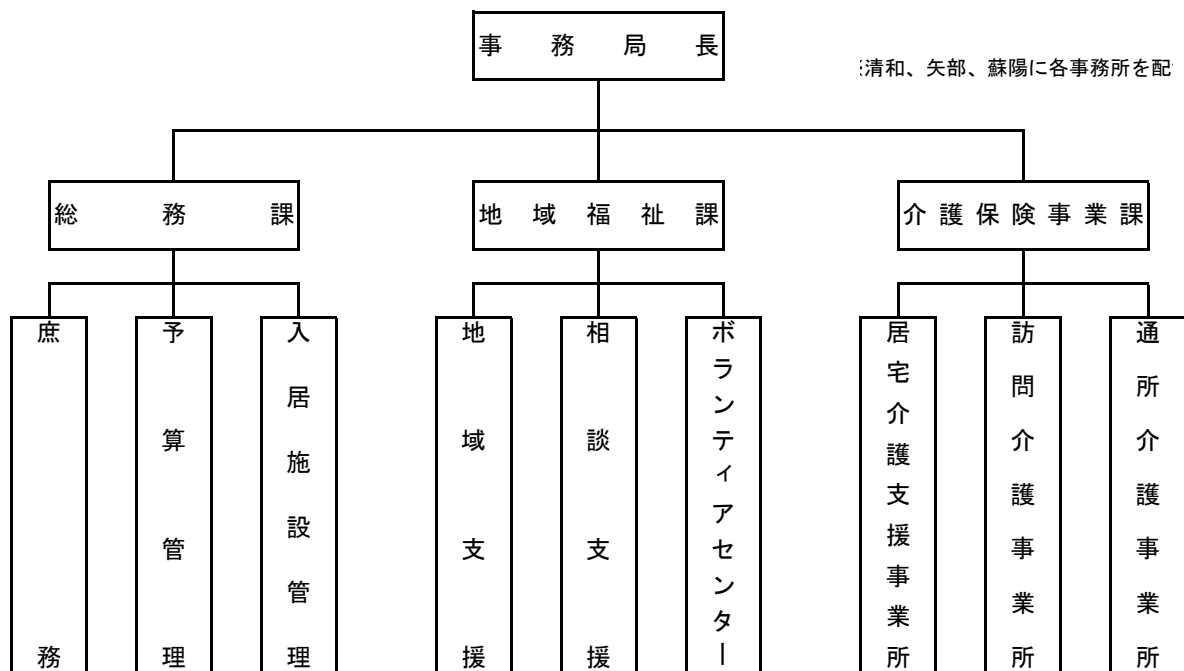 事務局長
清和、矢部、蘇陽に各事務所を配
総務課
地域福祉課
介護保険事業課
庶務
予算管理
入居施設管理
地域支援
相談支援
ボランティアセンター
居宅介護支援事業所
訪問介護事業所
通所介護事業所